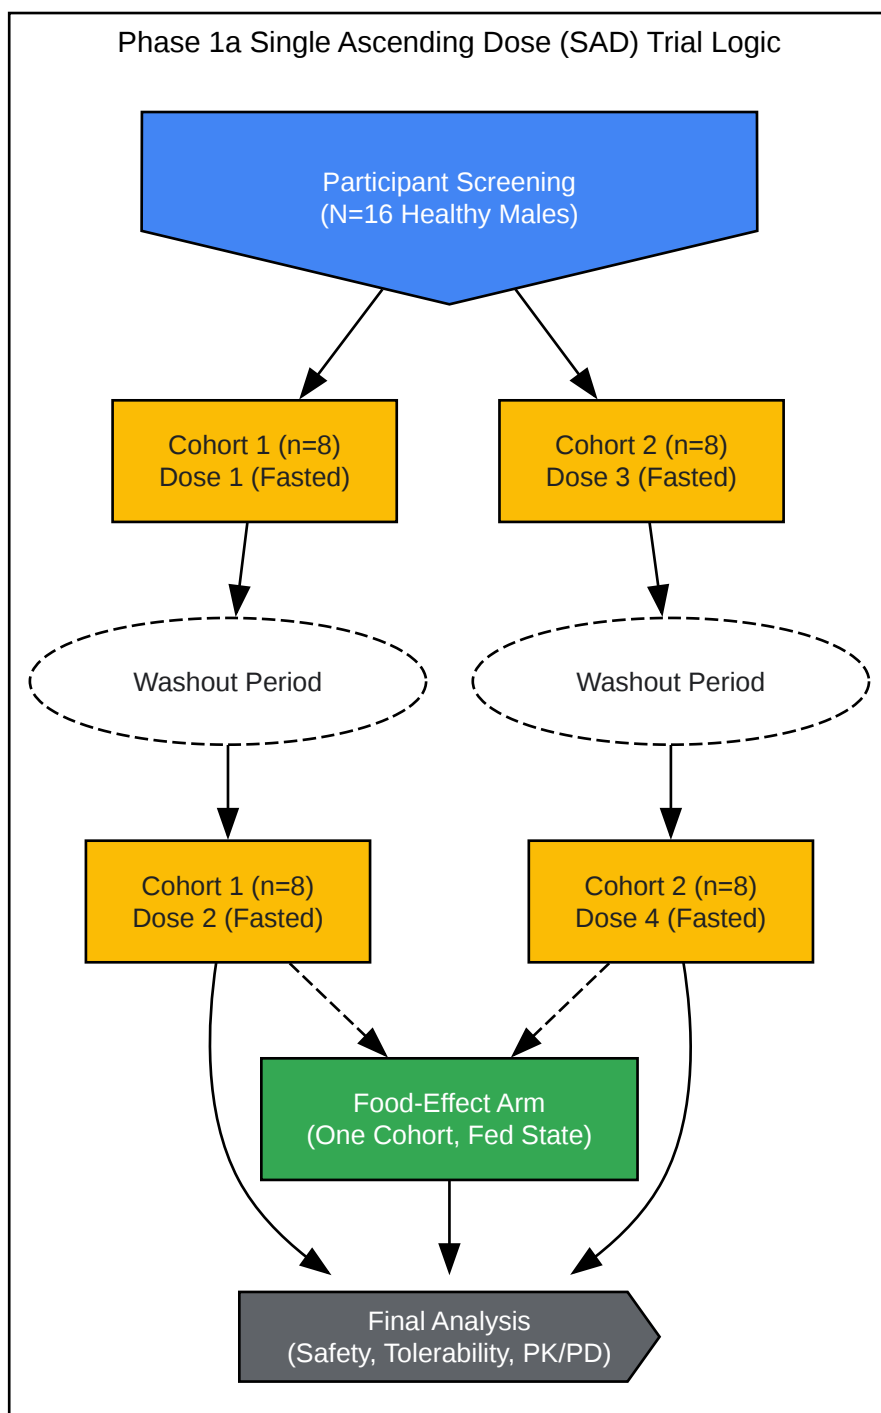 Phase 1a Single Ascending Dose (SAD) Trial Logic
Participant Screening
(N=16 Healthy Males)
Cohort 1 (n=8)
Dose 1 (Fasted)
Cohort 2 (n=8)
Dose 3 (Fasted)
Washout Period
Washout Period
Cohort 1 (n=8)
Dose 2 (Fasted)
Cohort 2 (n=8)
Dose 4 (Fasted)
Food-Effect Arm
(One Cohort, Fed State)
Final Analysis
(Safety, Tolerability, PK/PD)